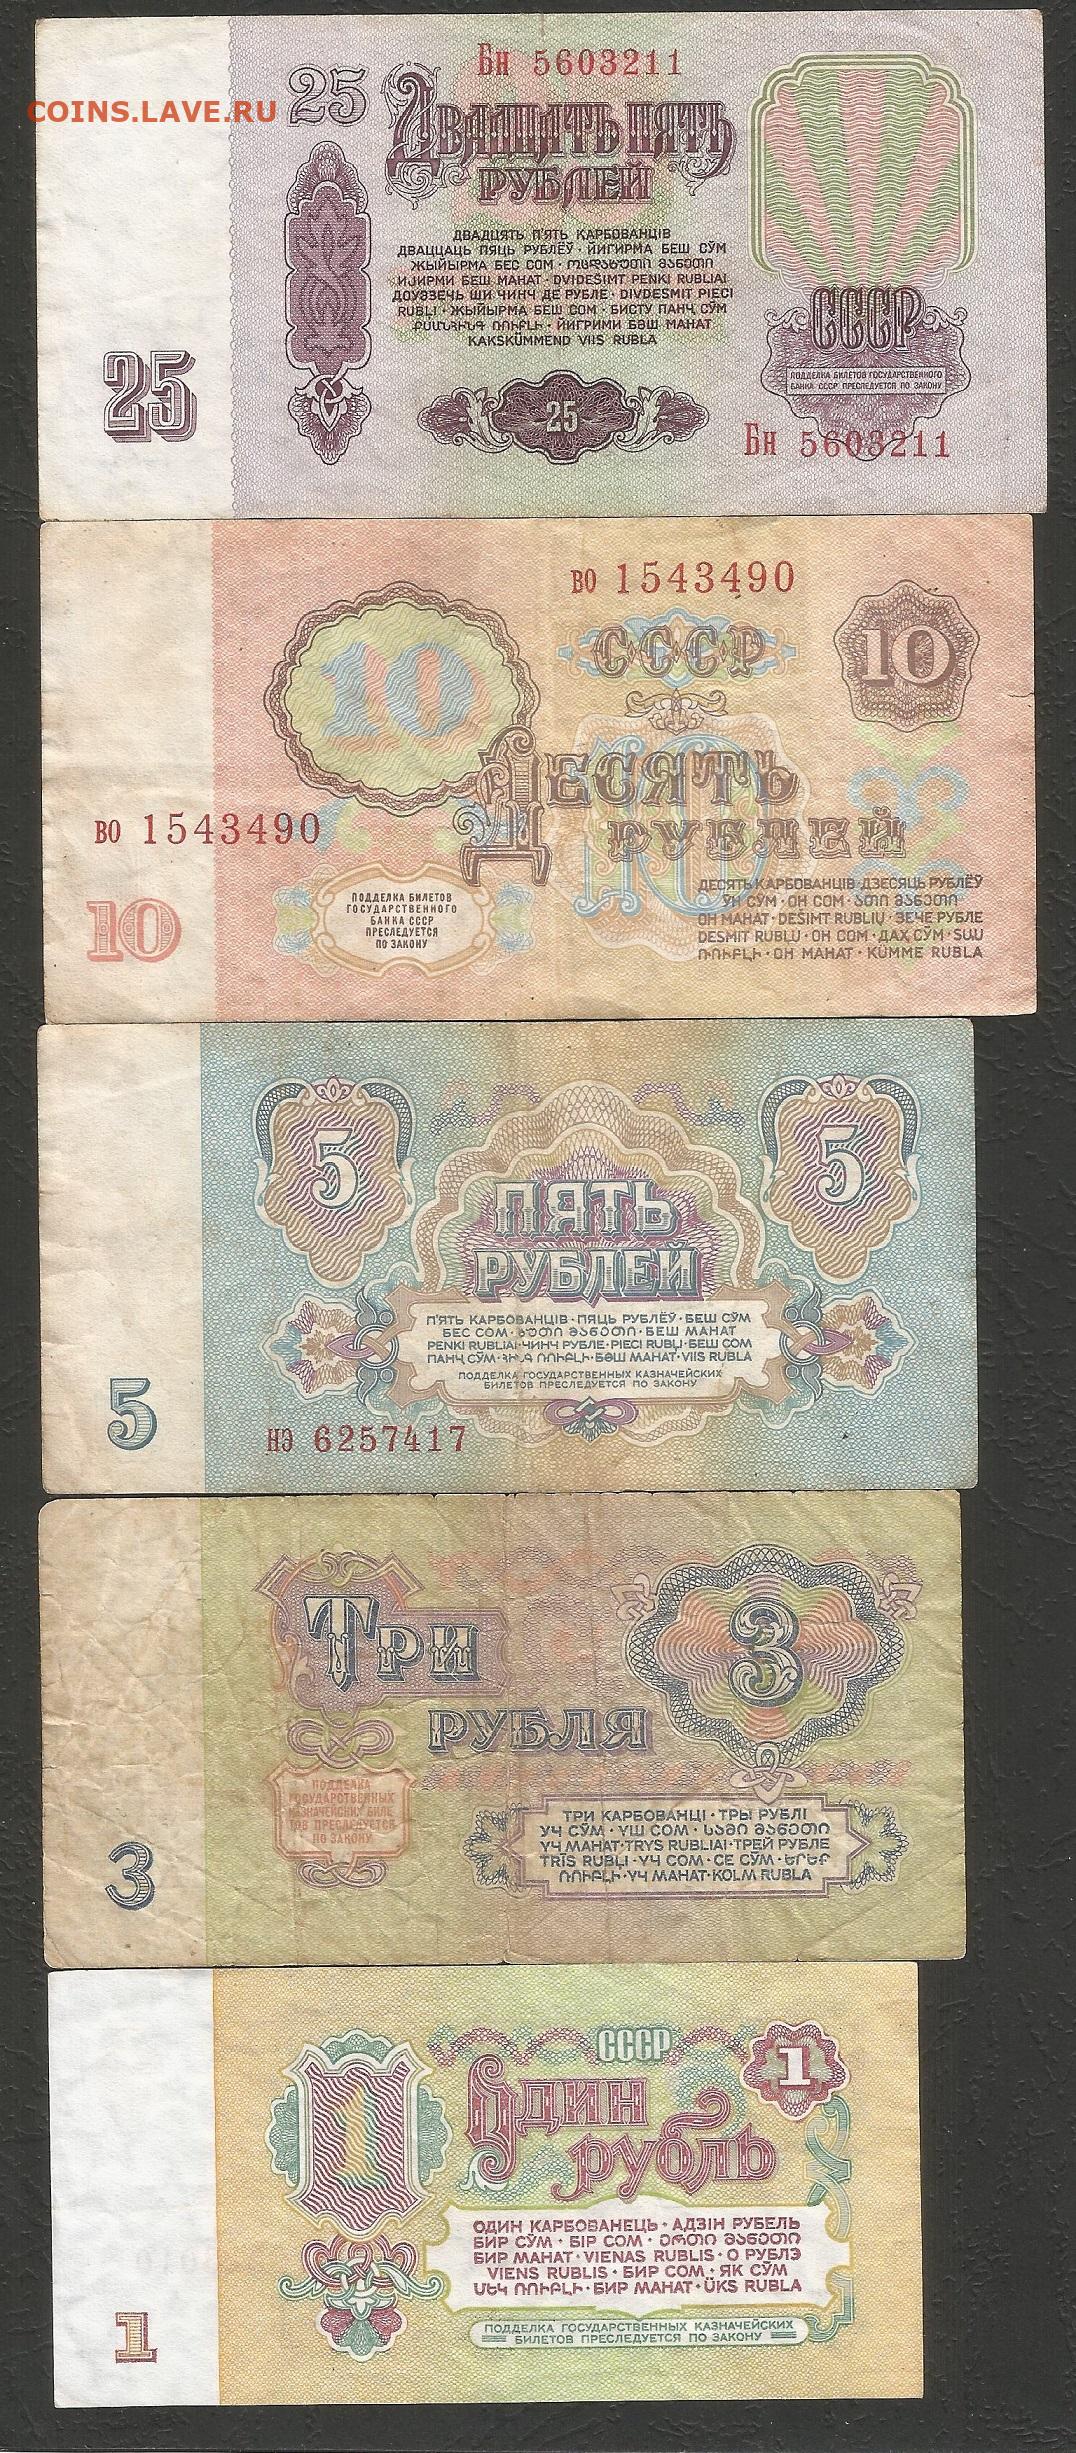 COINS.LAVE.RU
Бн 5603211
25
Двадцать пять
рублей
ДВАДЦЯТЬ П'ЯТЬ КАРБОВАНЦІВ
ДВАЦЦАЦЬ ПЯЦЬ РУБЛЁЎ · ЙИГИРМА БЕШ СЎМ
ЖЫЙЫРМА БЕС СОМ · ᲝᲪᲓᲐᲮᲣᲗᲘ ᲛᲐᲜᲔᲗᲘ
ИЈИРМИ БЕШ МАНАТ · DVIDEŠIMT PENKI RUBLIAI
ДОУЭЗЕЧЬ ШИ ЧИНЧ ДЕ РУБЛЕ · DIVDESMIT PIECI
RUBĻI · ЖЫЙЫРМА БЕШ СОМ · БИСТУ ПАНҶ СЎМ
ՔՍԱՆՀԻՆԳ ՌՈՒԲԼԻ · ЙИГРИМИ БӘШ МАНАТ
KAKSKÜMMEND VIIS RUBLA
СССР
ПОДДЕЛКА БИЛЕТОВ ГОСУДАРСТВЕННОГО
БАНКА СССР ПРЕСЛЕДУЕТСЯ ПО ЗАКОНУ
25
25
Бн 5603211
ВО 1543490
СССР
10
10
Десять
рублей
10
ВО 1543490
10
ПОДДЕЛКА БИЛЕТОВ
ГОСУДАРСТВЕННОГО
БАНКА СССР
ПРЕСЛЕДУЕТСЯ
ПО ЗАКОНУ
ДЕСЯТЬ КАРБОВАНЦІВ · ДЗЕСЯЦЬ РУБЛЁЎ
ЎН СЎМ · ОН СОМ · ᲐᲗᲘ ᲛᲐᲜᲔᲗᲘ
ОН МАНАТ · DEŠIMT RUBLIŲ · ЗЕЧЕ РУБЛЕ
DESMIT RUBĻU · ОН СОМ · ДАҲ СЎМ · ՏԱՍ
ՌՈՒԲԼԻ · ОН МАНАТ · KÜMME RUBLA
5
5
Пять
рублей
П'ЯТЬ КАРБОВАНЦІВ · ПЯЦЬ РУБЛЁЎ · БЕШ СЎМ
БЕС СОМ · ᲮᲣᲗᲘ ᲛᲐᲜᲔᲗᲘ · БЕШ МАНАТ
PENKI RUBLIAI · ЧИНЧ РУБЛЕ · PIECI RUBĻI · БЕШ СОМ
ПАНҶ СЎМ · ՀԻՆԳ ՌՈՒԲԼԻ · БӘШ МАНАТ · VIIS RUBLA
ПОДДЕЛКА ГОСУДАРСТВЕННЫХ КАЗНАЧЕЙСКИХ
БИЛЕТОВ ПРЕСЛЕДУЕТСЯ ПО ЗАКОНУ
5
НЭ 6257417
Три
рубля
3
ПОДДЕЛКА
ГОСУДАРСТВЕННЫХ
КАЗНАЧЕЙСКИХ БИЛЕ
ТОВ ПРЕСЛЕДУЕТСЯ
ПО ЗАКОНУ
ТРИ КАРБОВАНЦІ · ТРЫ РУБЛІ
УЧ СЎМ · ҮШ СОМ · ᲡᲐᲛᲘ ᲛᲐᲜᲔᲗᲘ
ҮЧ МАНАТ · TRYS RUBLIAI · ТРЕЙ РУБЛЕ
TRĪS RUBĻI · ҮЧ СОМ · СЕ СЎМ · ԵՐԵՔ
ՌՈՒԲԼԻ · ҮЧ МАНАТ · KOLM RUBLA
3
СССР
1
1
Один
рубль
ОДИН КАРБОВАНЕЦЬ · АДЗІН РУБЕЛЬ
БИР СЎМ · БІР СОМ · ᲔᲠᲗᲘ ᲛᲐᲜᲔᲗᲘ
БИР МАНАТ · VIENAS RUBLIS · О РУБЛЭ
VIENS RUBLIS · БИР СОМ · ЯК СЎМ
ՄԵԿ ՌՈՒԲԼԻ · БИР МАНАТ · ÜKS RUBLA
ПОДДЕЛКА ГОСУДАРСТВЕННЫХ КАЗНАЧЕЙСКИХ
БИЛЕТОВ ПРЕСЛЕДУЕТСЯ ПО ЗАКОНУ
1